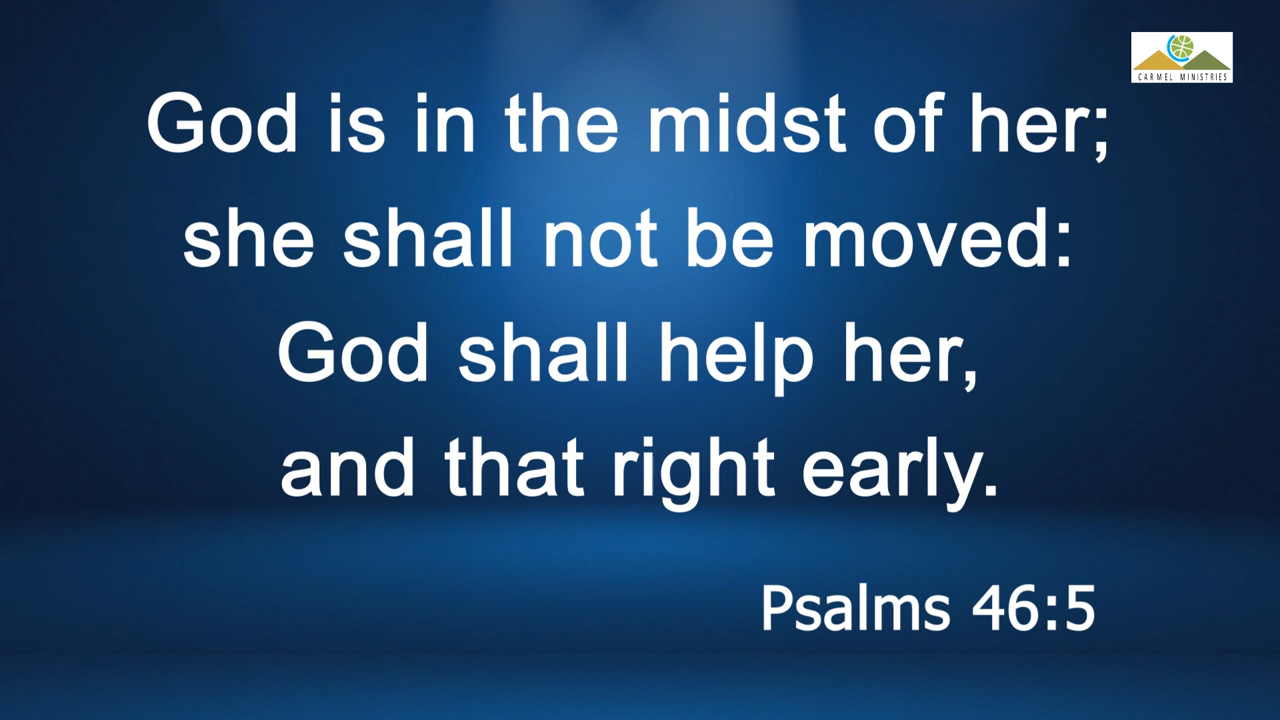 CARMEL MINISTRIES
God is in the midst of her;
she shall not be moved:
God shall help her,
and that right early.
Psalms 46:5